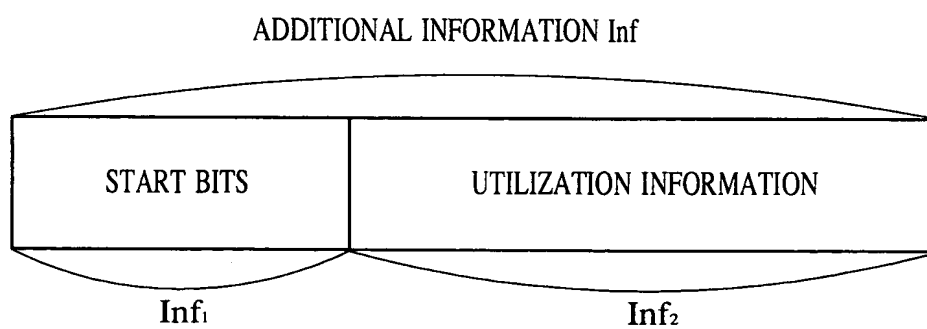 ADDITIONAL INFORMATION Inf
START BITS
UTILIZATION INFORMATION
Inf₁
Inf₂